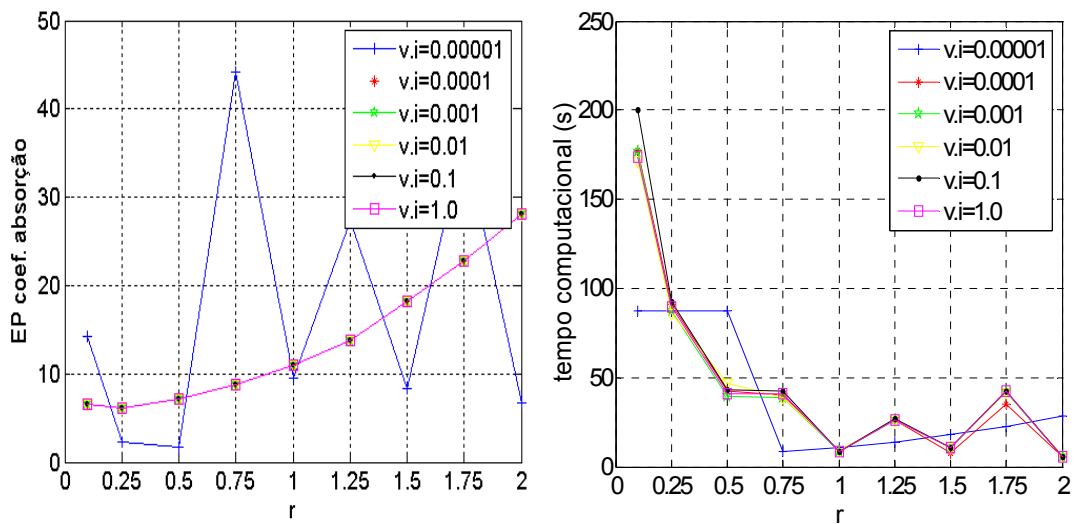 EP coef. absorção
50
40
30
20
10
0
0 0.25 0.5 0.75 1 1.25 1.5 1.75 2
r
v.i=0.00001
v.i=0.0001
v.i=0.001
v.i=0.01
v.i=0.1
v.i=1.0
tempo computacional (s)
250
200
150
100
50
0
0 0.25 0.5 0.75 1 1.25 1.5 1.75 2
r
v.i=0.00001
v.i=0.0001
v.i=0.001
v.i=0.01
v.i=0.1
v.i=1.0